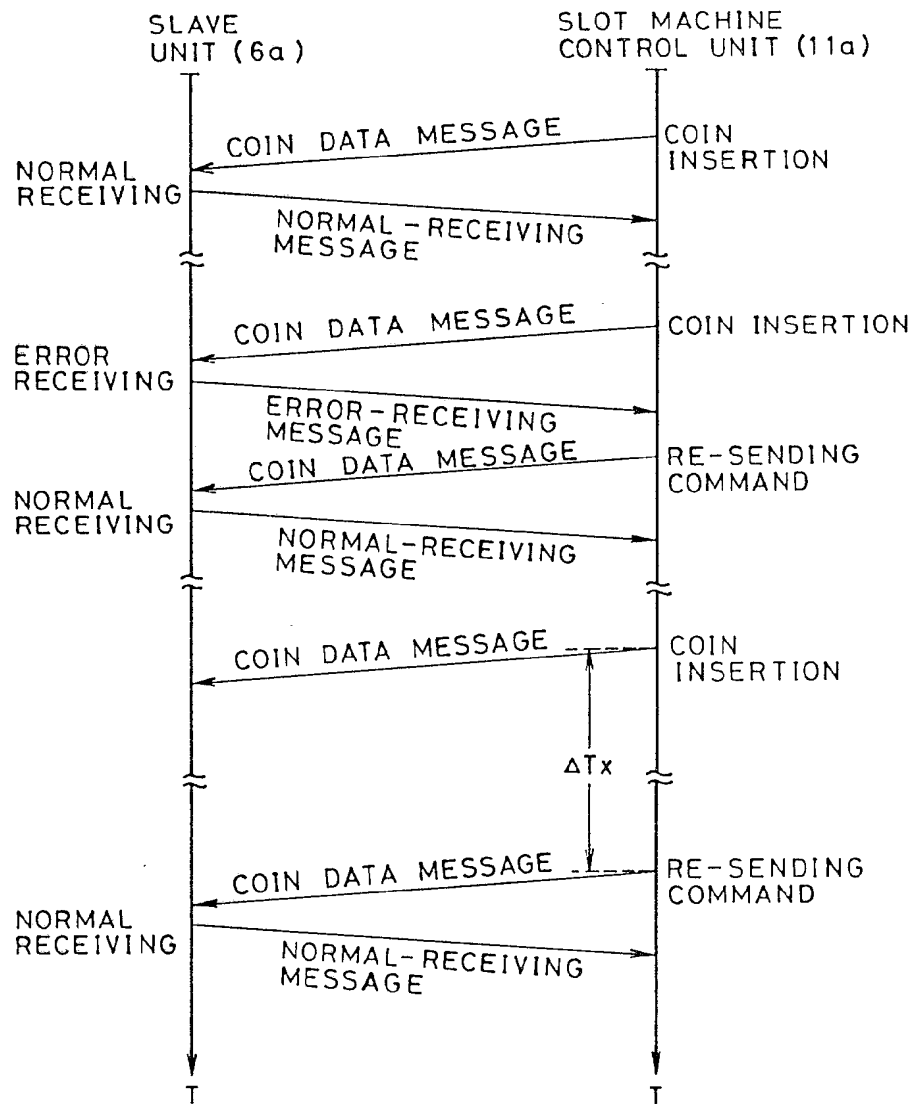 SLAVE
UNIT (6a)
SLOT MACHINE
CONTROL UNIT (11a)
COIN DATA MESSAGE
COIN
INSERTION
NORMAL
RECEIVING
NORMAL-RECEIVING
MESSAGE
COIN DATA MESSAGE
COIN INSERTION
ERROR
RECEIVING
ERROR-RECEIVING
MESSAGE
COIN DATA MESSAGE
RE-SENDING
COMMAND
NORMAL
RECEIVING
NORMAL-RECEIVING
MESSAGE
COIN DATA MESSAGE
COIN
INSERTION
ΔTx
COIN DATA MESSAGE
RE-SENDING
COMMAND
NORMAL
RECEIVING
NORMAL-RECEIVING
MESSAGE
T
T